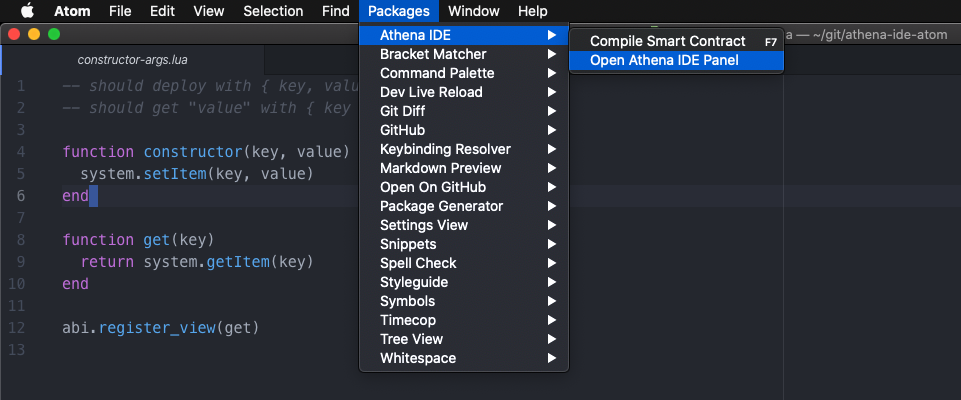 Atom File Edit View Selection Find Packages Window Help
a — ~/git/athena-ide-atom
constructor-args.lua
1 -- should deploy with { key, valu
2 -- should get "value" with { key
3
4 function constructor(key, value)
5 system.setItem(key, value)
6 end
7
8 function get(key)
9 return system.getItem(key)
10 end
11
12 abi.register_view(get)
13
Athena IDE
Bracket Matcher
Command Palette
Dev Live Reload
Git Diff
GitHub
Keybinding Resolver
Markdown Preview
Open On GitHub
Package Generator
Settings View
Snippets
Spell Check
Styleguide
Symbols
Timecop
Tree View
Whitespace
Compile Smart Contract F7
Open Athena IDE Panel